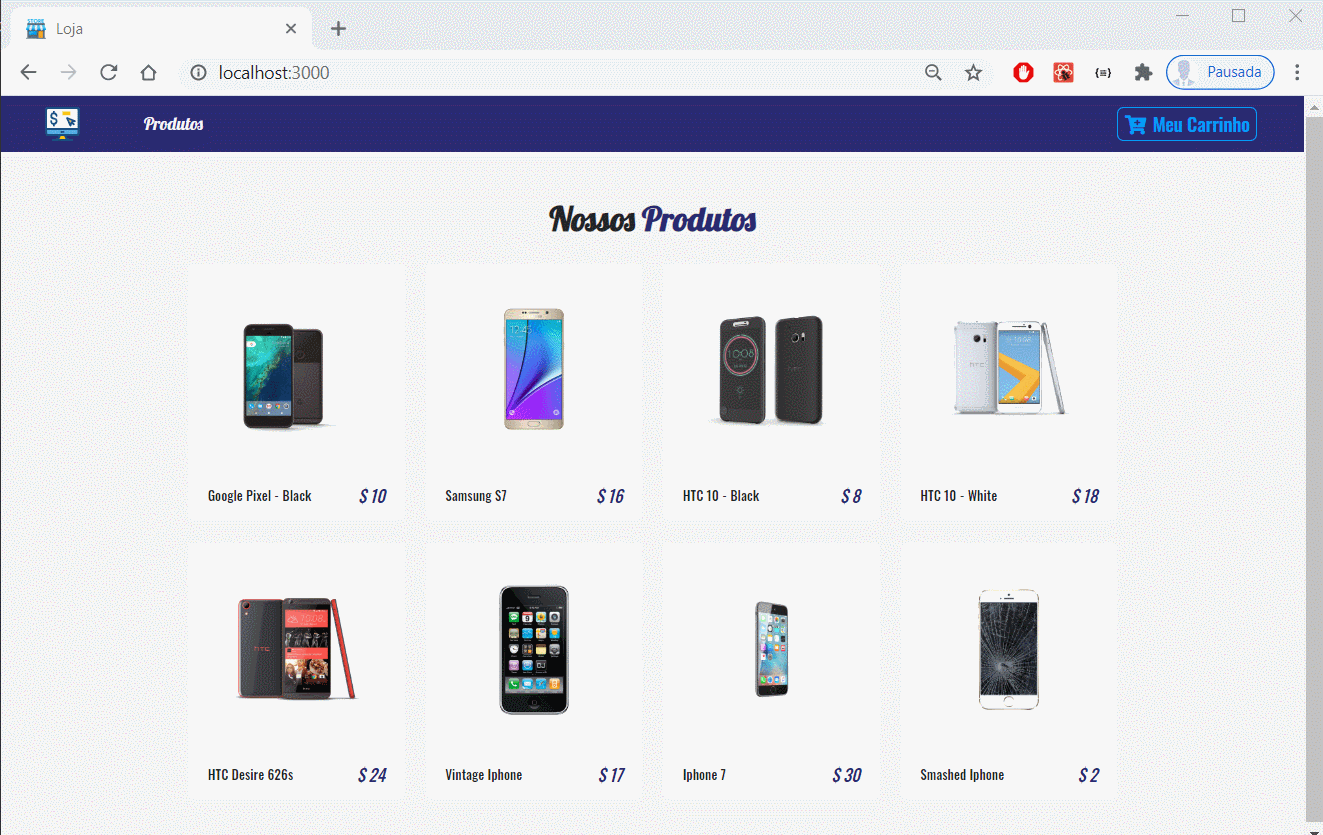 Loja
localhost:3000
Pausada
Produtos
Meu Carrinho
Nossos Produtos
Google Pixel - Black $ 10
Samsung S7 $ 16
HTC 10 - Black $ 8
HTC 10 - White $ 18
HTC Desire 626s $ 24
Vintage Iphone $ 17
Iphone 7 $ 30
Smashed Iphone $ 2